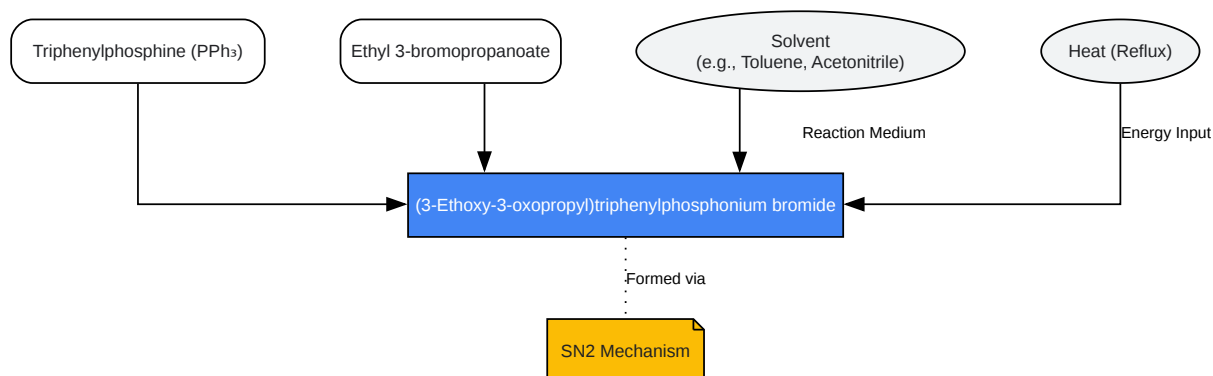 Triphenylphosphine (PPh₃)
Ethyl 3-bromopropanoate
Solvent
(e.g., Toluene, Acetonitrile)
Heat (Reflux)
Reaction Medium
Energy Input
(3-Ethoxy-3-oxopropyl)triphenylphosphonium bromide
Formed via
SN2 Mechanism